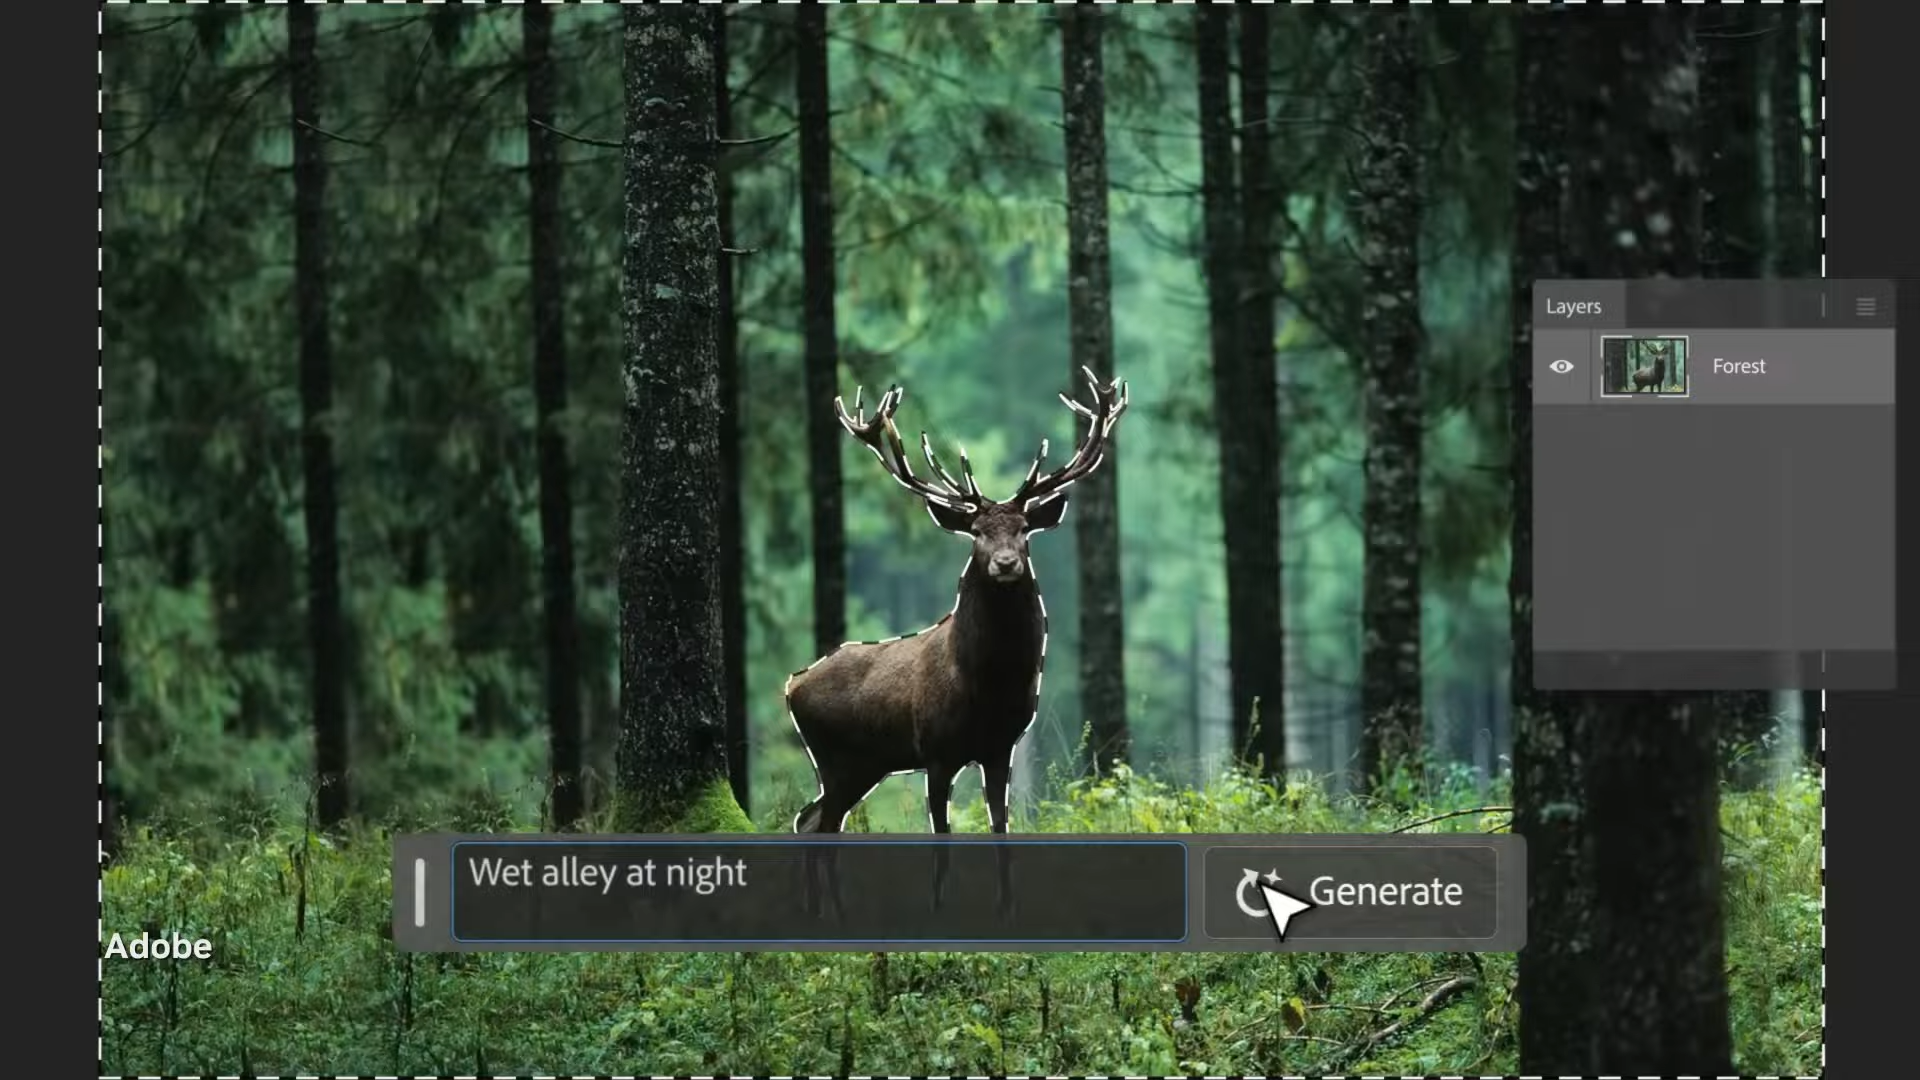 Layers
Forest
Wet alley at night
Generate
Adobe